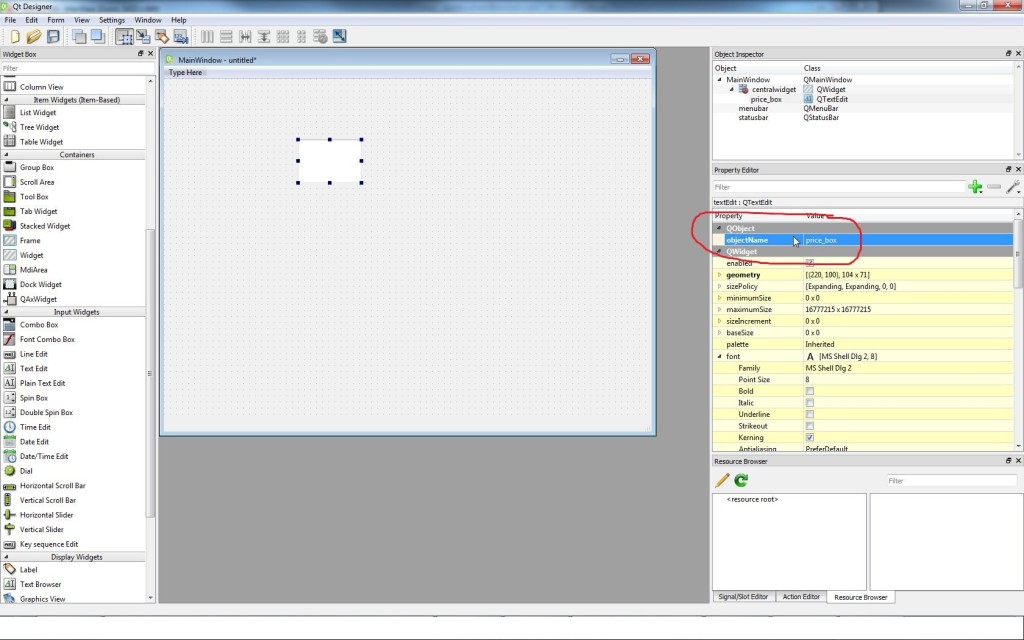 Qt Designer
File Edit Form View Settings Window Help
Widget Box
Filter
Column View
Item Widgets (Item-Based)
List Widget
Tree Widget
Table Widget
Containers
Group Box
Scroll Area
Tool Box
Tab Widget
Stacked Widget
Frame
Widget
MdiArea
Dock Widget
QAxWidget
Input Widgets
Combo Box
Font Combo Box
Line Edit
Text Edit
Plain Text Edit
Spin Box
Double Spin Box
Time Edit
Date Edit
Date/Time Edit
Dial
Horizontal Scroll Bar
Vertical Scroll Bar
Horizontal Slider
Vertical Slider
Key sequence Edit
Display Widgets
Label
Text Browser
Graphics View
MainWindow - untitled*
Type Here
Object Inspector
Object Class
MainWindow QMainWindow
centralwidget QWidget
price_box QTextEdit
menubar QMenuBar
statusbar QStatusBar
Property Editor
Filter
textEdit : QTextEdit
Property Value
QObject
objectName price_box
QWidget
enabled
geometry [(220, 100), 104 x 71]
sizePolicy [Expanding, Expanding, 0, 0]
minimumSize 0 x 0
maximumSize 16777215 x 16777215
sizeIncrement 0 x 0
baseSize 0 x 0
palette Inherited
font A [MS Shell Dlg 2, 8]
Family MS Shell Dlg 2
Point Size 8
Bold
Italic
Underline
Strikeout
Kerning
Antialiasing PreferDefault
Resource Browser
Filter
<resource root>
Signal/Slot Editor Action Editor Resource Browser